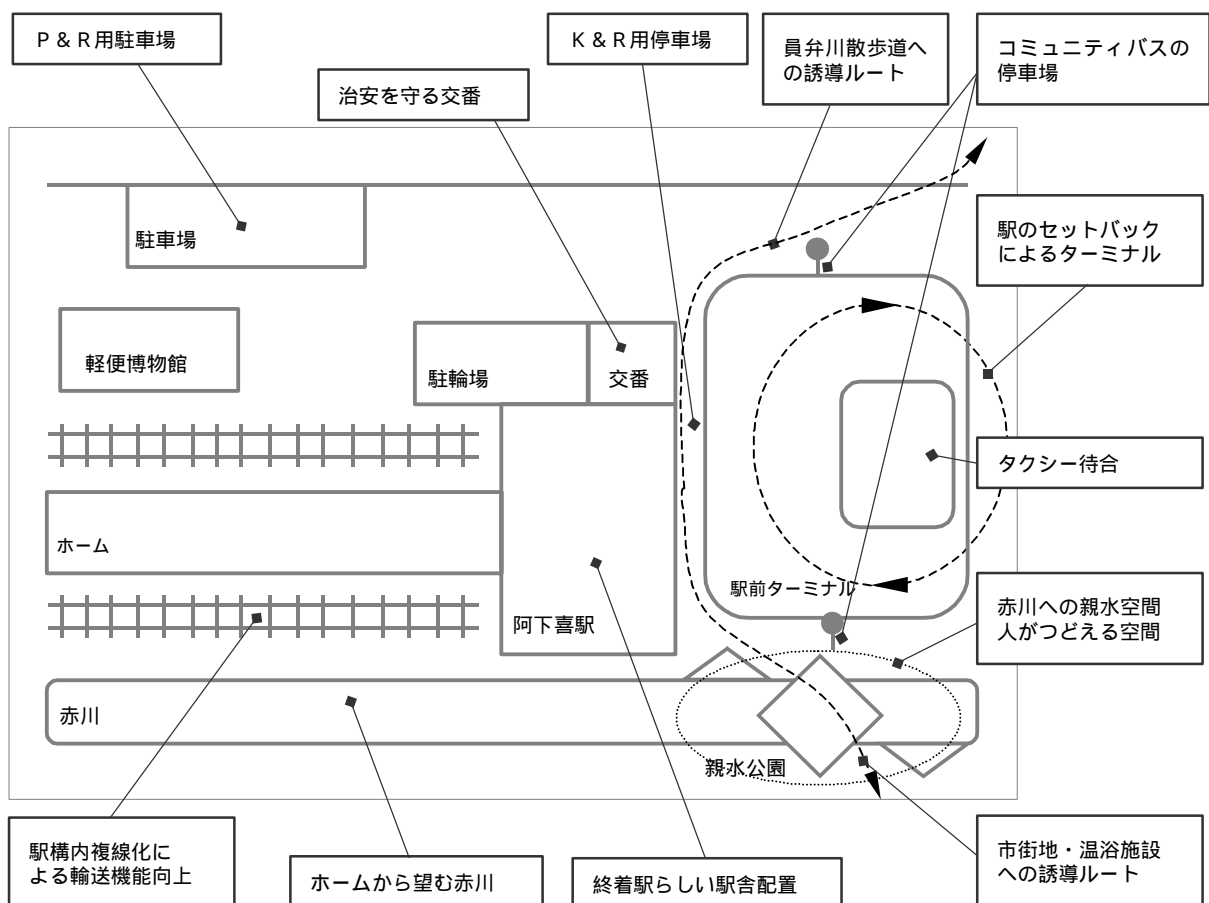 Ｐ＆Ｒ用駐車場
Ｋ＆Ｒ用停車場
員弁川散歩道へ
の誘導ルート
コミュニティバスの
停車場
治安を守る交番
駅のセットバック
によるターミナル
駐車場
軽便博物館
駐輪場
交番
タクシー待合
ホーム
駅前ターミナル
阿下喜駅
赤川への親水空間
人がつどえる空間
赤川
親水公園
駅構内複線化に
よる輸送機能向上
ホームから望む赤川
終着駅らしい駅舎配置
市街地・温浴施設
への誘導ルート